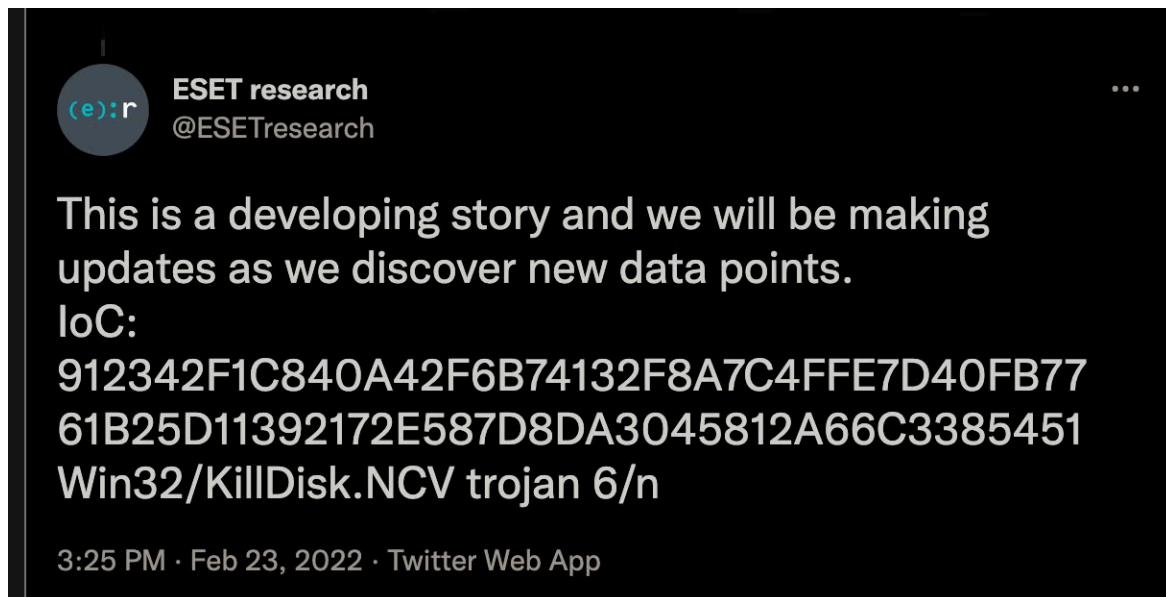 (e):r
ESET research
@ESETresearch
This is a developing story and we will be making
updates as we discover new data points.
IoC:
912342F1C840A42F6B74132F8A7C4FFE7D40FB77
61B25D11392172E587D8DA3045812A66C3385451
Win32/KillDisk.NCV trojan 6/n
3:25 PM · Feb 23, 2022 · Twitter Web App